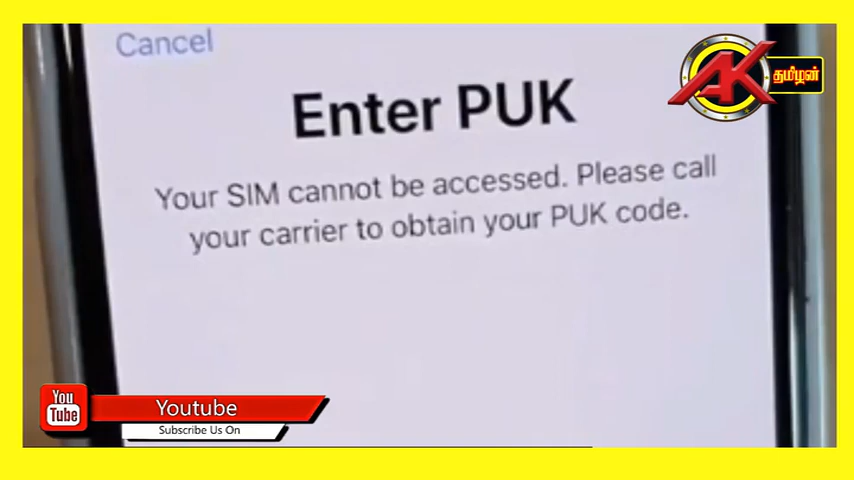 Cancel
AK
தமிழன்
Enter PUK
Your SIM cannot be accessed. Please call
your carrier to obtain your PUK code.
You
Tube
Youtube
Subscribe Us On